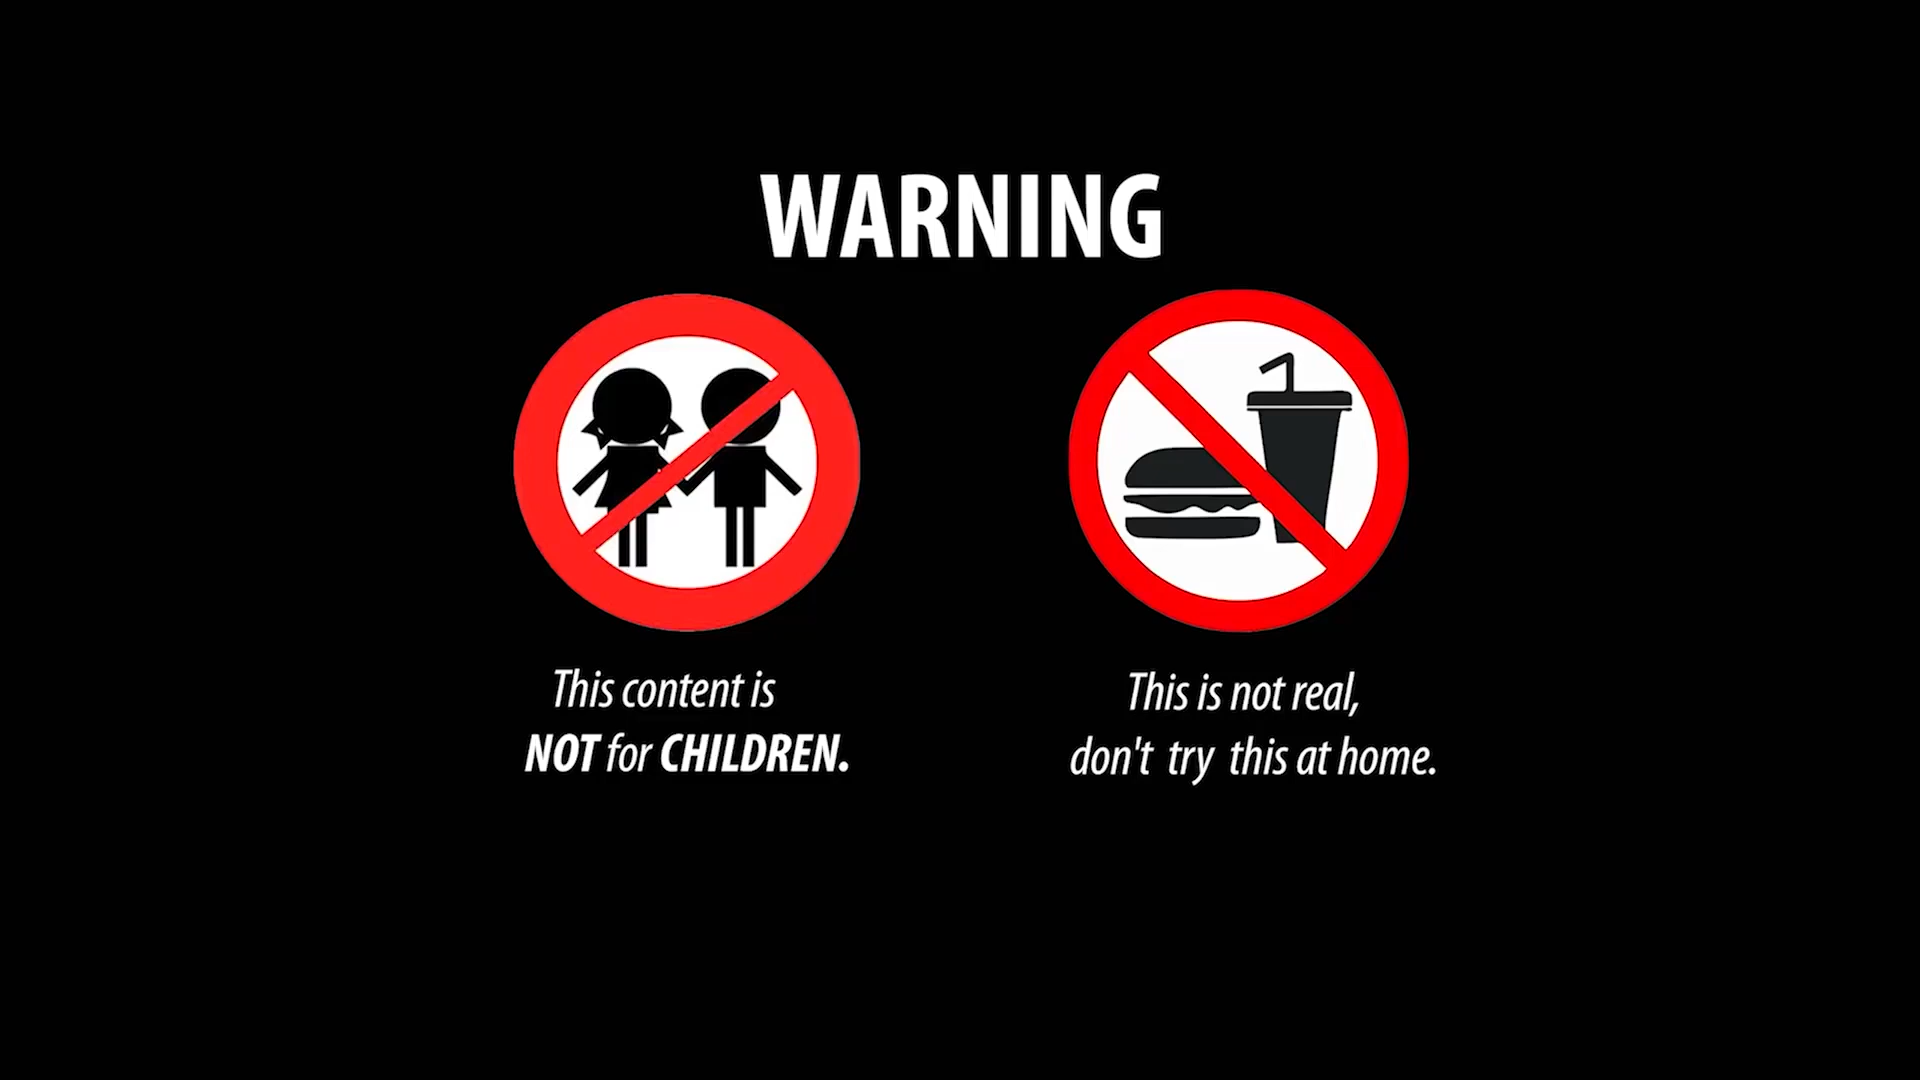 WARNING
This content is
NOT for CHILDREN.
This is not real,
don't try this at home.